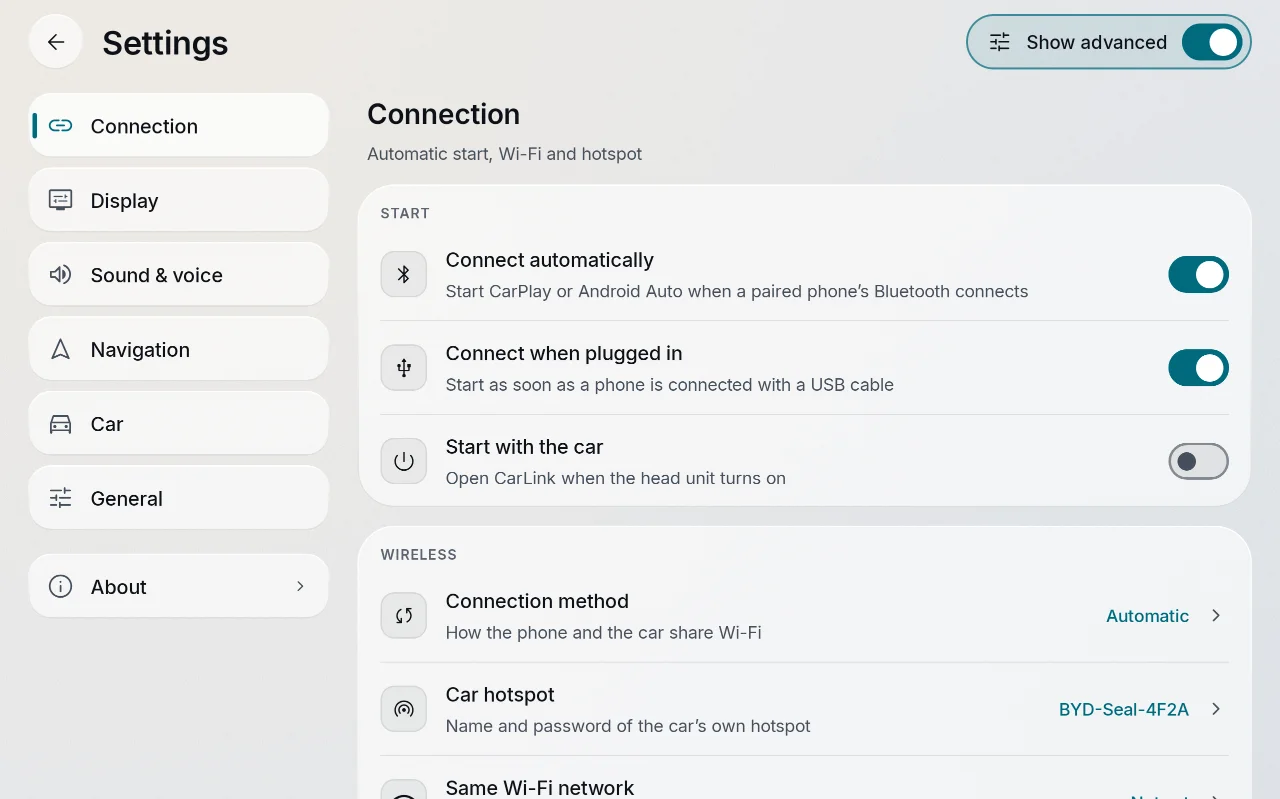 Settings
Show advanced
Connection
Display
Sound & voice
Navigation
Car
General
About
Connection
Automatic start, Wi-Fi and hotspot
START
Connect automatically
Start CarPlay or Android Auto when a paired phone’s Bluetooth connects
Connect when plugged in
Start as soon as a phone is connected with a USB cable
Start with the car
Open CarLink when the head unit turns on
WIRELESS
Connection method
How the phone and the car share Wi-Fi
Automatic
Car hotspot
Name and password of the car’s own hotspot
BYD-Seal-4F2A
Same Wi-Fi network